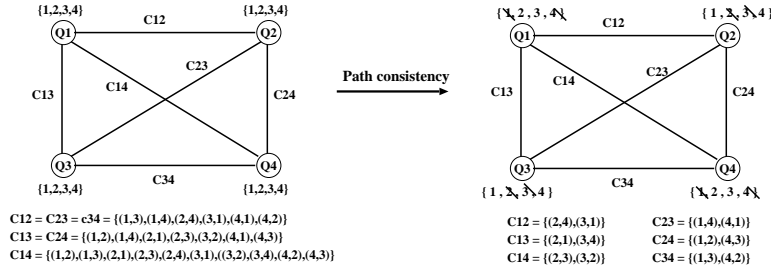 {1,2,3,4} {1,2,3,4}
Q1 C12 Q2
C13 C14 C23 C24
Q3 C34 Q4
{1,2,3,4} {1,2,3,4}
C12 = C23 = c34 = {(1,3),(1,4),(2,4),(3,1),(4,1),(4,2)}
C13 = C24 = {(1,2),(1,4),(2,1),(2,3),(3,2),(4,1),(4,3)}
C14 = {(1,2),(1,3),(2,1),(2,3),(2,4),(3,1),((3,2),(3,4),(4,2),(4,3)}
Path consistency
{ 1, 2 , 3 , 4 } { 1 , 2, 3, 4 }
Q1 C12 Q2
C13 C14 C23 C24
Q3 C34 Q4
{ 1 , 2, 3, 4 } { 1, 2 , 3 , 4 }
C12 = {(2,4),(3,1)} C23 = {(1,4),(4,1)}
C13 = {(2,1),(3,4)} C24 = {(1,2),(4,3)}
C14 = {(2,3),(3,2)} C34 = {(1,3),(4,2)}